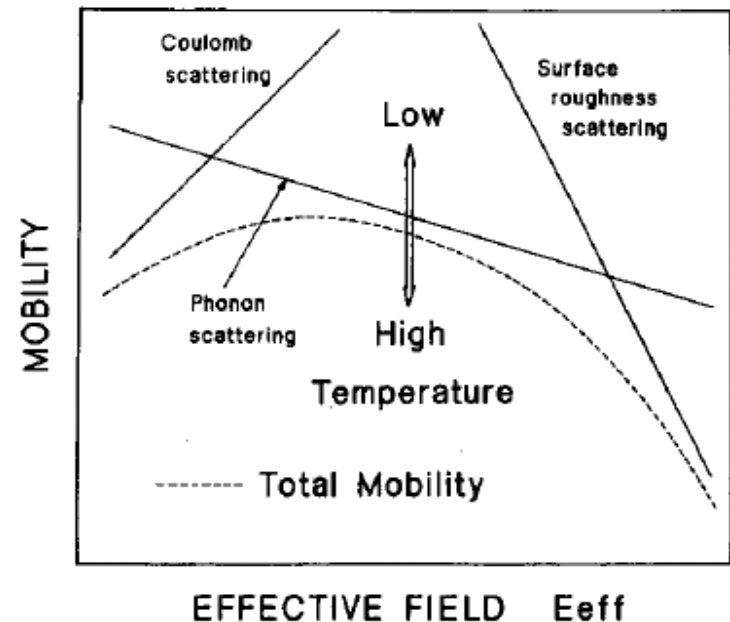 Coulomb
scattering
Surface
roughness
scattering
Low
MOBILITY
Phonon
scattering
High
Temperature
Total Mobility
EFFECTIVE FIELD Eeff